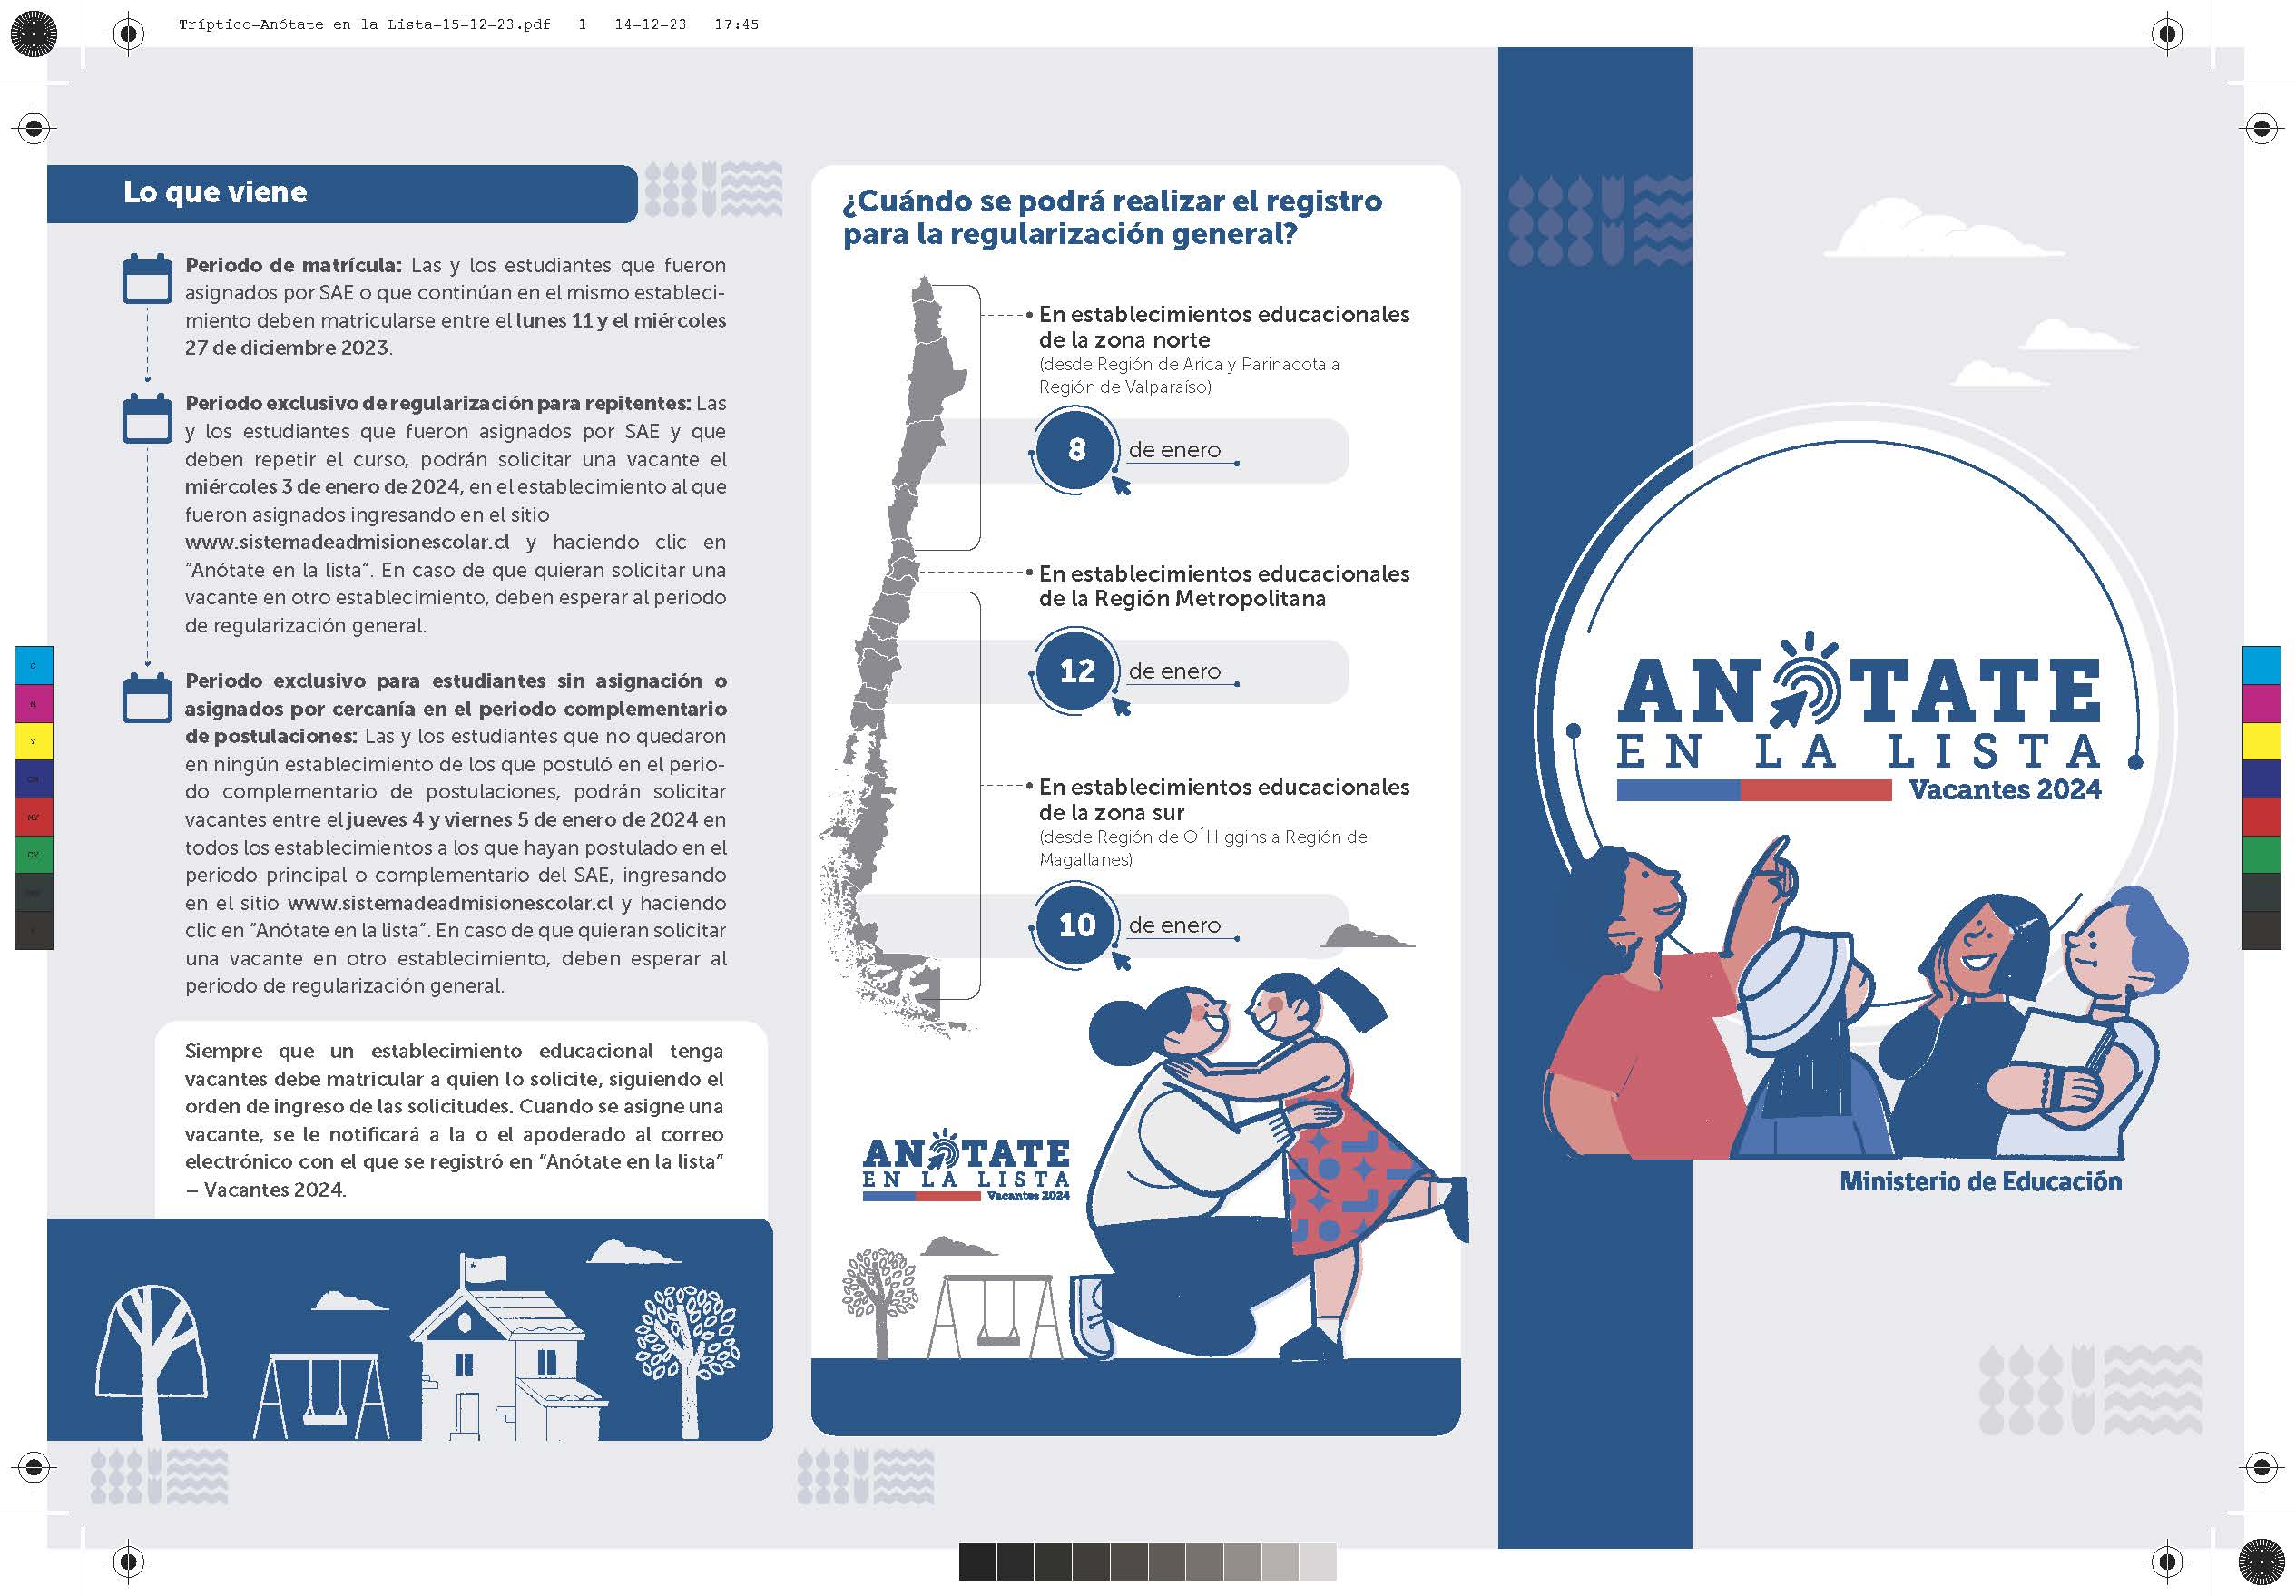 Tríptico-Anótate en la Lista-15-12-23.pdf 1 14-12-23 17:45
Lo que viene
Periodo de matrícula: Las y los estudiantes que fueron
asignados por SAE o que continúan en el mismo estableci-
miento deben matricularse entre el lunes 11 y el miércoles
27 de diciembre 2023.
Periodo exclusivo de regularización para repitentes: Las
y los estudiantes que fueron asignados por SAE y que
deben repetir el curso, podrán solicitar una vacante el
miércoles 3 de enero de 2024, en el establecimiento al que
fueron asignados ingresando en el sitio
www.sistemadeadmisionescolar.cl y haciendo clic en
"Anótate en la lista". En caso de que quieran solicitar una
vacante en otro establecimiento, deben esperar al periodo
de regularización general.
Periodo exclusivo para estudiantes sin asignación o
asignados por cercanía en el periodo complementario
de postulaciones: Las y los estudiantes que no quedaron
en ningún establecimiento de los que postuló en el perio-
do complementario de postulaciones, podrán solicitar
vacantes entre el jueves 4 y viernes 5 de enero de 2024 en
todos los establecimientos a los que hayan postulado en el
periodo principal o complementario del SAE, ingresando
en el sitio www.sistemadeadmisionescolar.cl y haciendo
clic en "Anótate en la lista". En caso de que quieran solicitar
una vacante en otro establecimiento, deben esperar al
periodo de regularización general.
Siempre que un establecimiento educacional tenga
vacantes debe matricular a quien lo solicite, siguiendo el
orden de ingreso de las solicitudes. Cuando se asigne una
vacante, se le notificará a la o el apoderado al correo
electrónico con el que se registró en "Anótate en la lista"
– Vacantes 2024.
¿Cuándo se podrá realizar el registro
para la regularización general?
• En establecimientos educacionales
de la zona norte
(desde Región de Arica y Parinacota a
Región de Valparaíso)
8 de enero
• En establecimientos educacionales
de la Región Metropolitana
12 de enero
• En establecimientos educacionales
de la zona sur
(desde Región de O´Higgins a Región de
Magallanes)
10 de enero
ANÓTATE
EN LA LISTA
Vacantes 2024
ANÓTATE
EN LA LISTA
Vacantes 2024
Ministerio de Educación
C
M
Y
CM
MY
CY